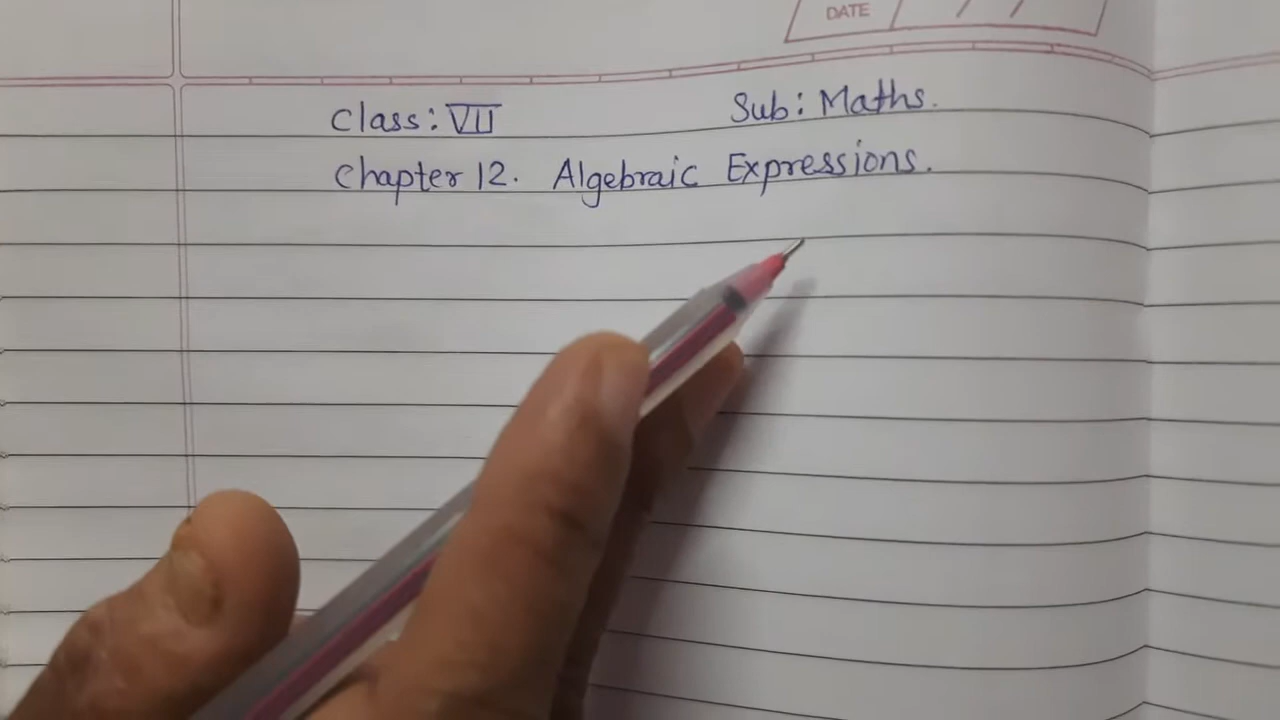 DATE / /
Class: VII Sub: Maths.
Chapter 12. Algebraic Expressions.